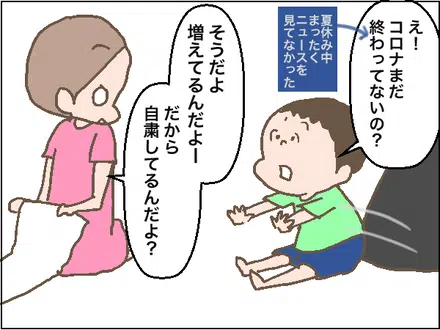 え！
コロナまだ
終わってないの？
夏休み中
まったく
ニュースを
見てなかった
そうだよ
増えてるんだよー
だから
自粛してるんだよ？